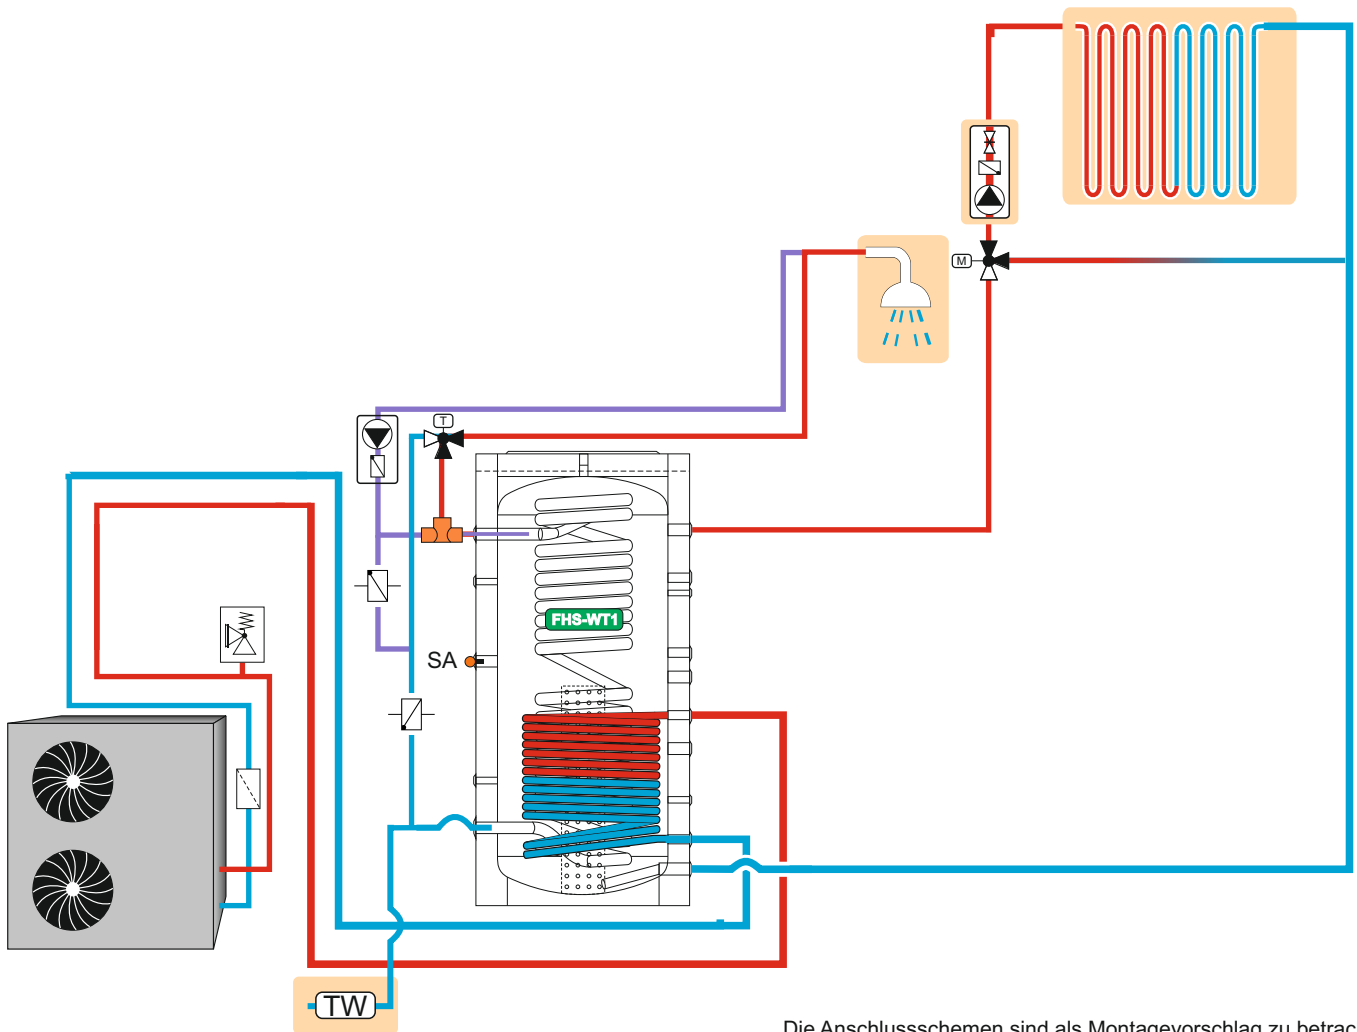 M
T
FHS-WT1
SA
TW
Die Anschlussschemen sind als Montagevorschlag zu betrac